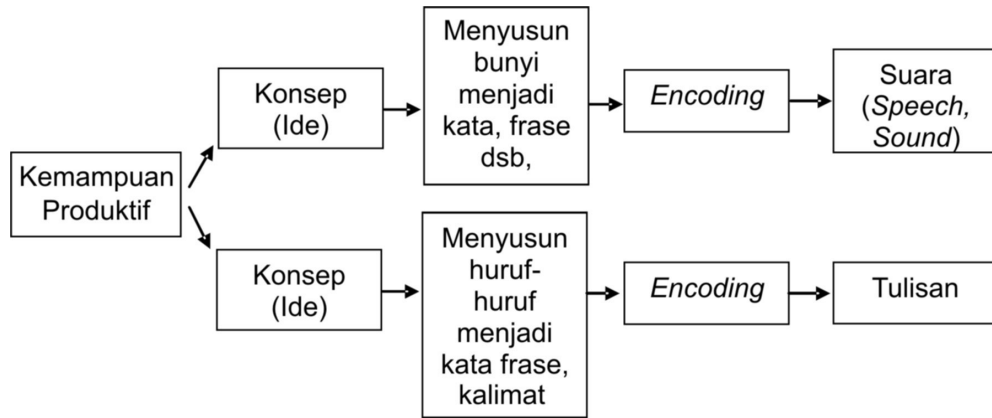 Kemampuan
Produktif
Konsep
(Ide)
Menyusun
bunyi
menjadi
kata, frase
dsb,
Encoding
Suara
(Speech,
Sound)
Konsep
(Ide)
Menyusun
huruf-
huruf
menjadi
kata frase,
kalimat
Encoding
Tulisan